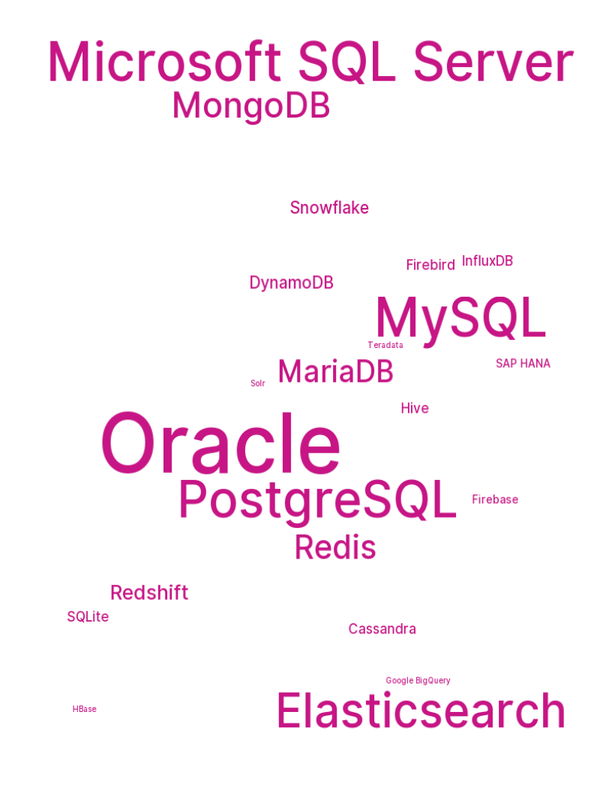 Microsoft SQL Server
MongoDB
Snowflake
Firebird
InfluxDB
DynamoDB
MySQL
Teradata
SAP HANA
MariaDB
Solr
Hive
Oracle
PostgreSQL
Firebase
Redis
Redshift
SQLite
Cassandra
Google BigQuery
Elasticsearch
HBase